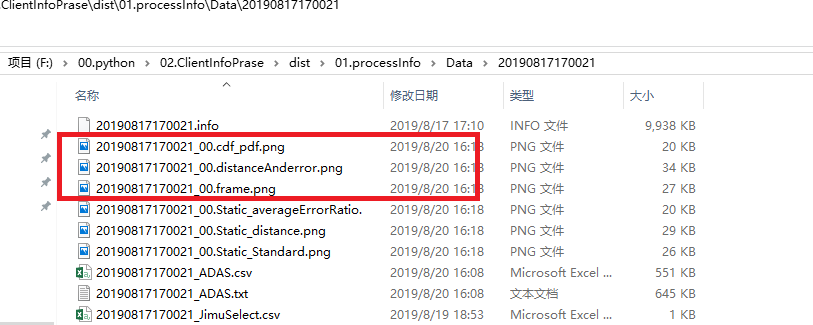 .ClientInfoPrase\dist\01.processInfo\Data\20190817170021
项目 (F:) > 00.python > 02.ClientInfoPrase > dist > 01.processInfo > Data > 20190817170021
名称 修改日期 类型 大小
20190817170021.info 2019/8/17 17:10 INFO 文件 9,938 KB
20190817170021_00.cdf_pdf.png 2019/8/20 16:18 PNG 文件 20 KB
20190817170021_00.distanceAnderror.png 2019/8/20 16:18 PNG 文件 34 KB
20190817170021_00.frame.png 2019/8/20 16:18 PNG 文件 27 KB
20190817170021_00.Static_averageErrorRatio. 2019/8/20 16:18 PNG 文件 20 KB
20190817170021_00.Static_distance.png 2019/8/20 16:18 PNG 文件 29 KB
20190817170021_00.Static_Standard.png 2019/8/20 16:18 PNG 文件 26 KB
20190817170021_ADAS.csv 2019/8/20 16:08 Microsoft Excel ... 551 KB
20190817170021_ADAS.txt 2019/8/20 16:08 文本文档 645 KB
20190817170021_JimuSelect.csv 2019/8/19 18:53 Microsoft Excel ... 1 KB